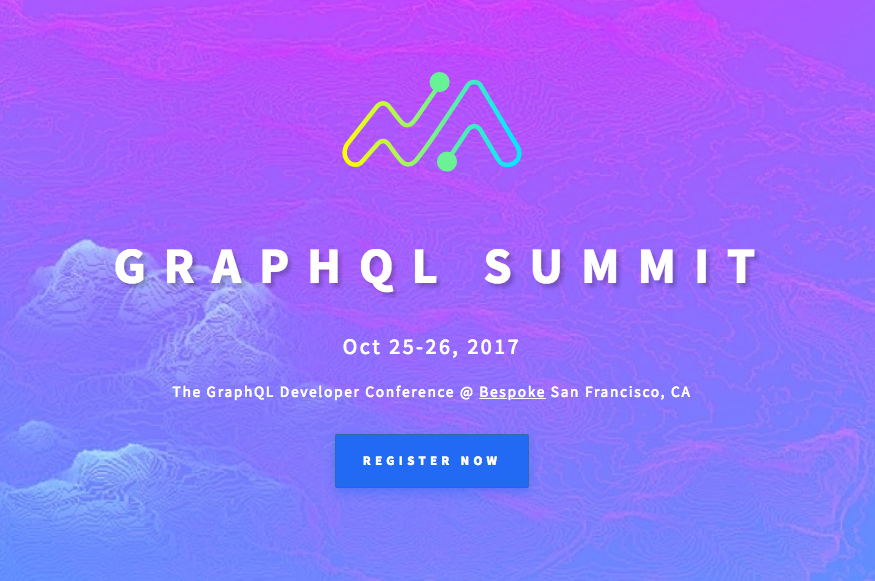 GRAPHQL SUMMIT
Oct 25-26, 2017
The GraphQL Developer Conference @ Bespoke San Francisco, CA
REGISTER NOW